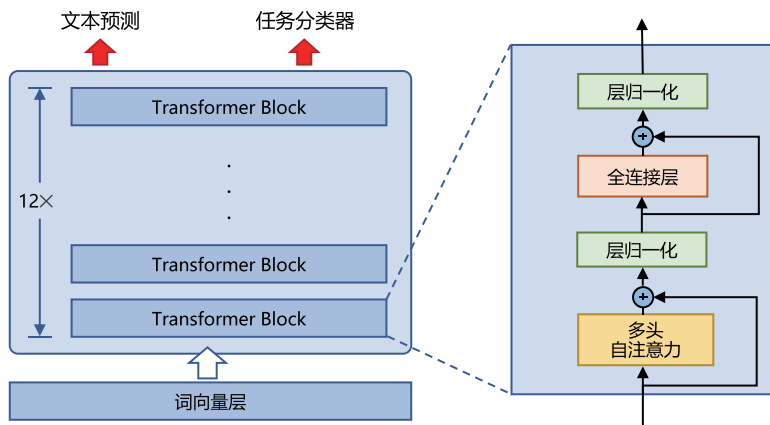 文本预测
任务分类器
Transformer Block
12×
Transformer Block
Transformer Block
词向量层
层归一化
+
全连接层
层归一化
+
多头
自注意力